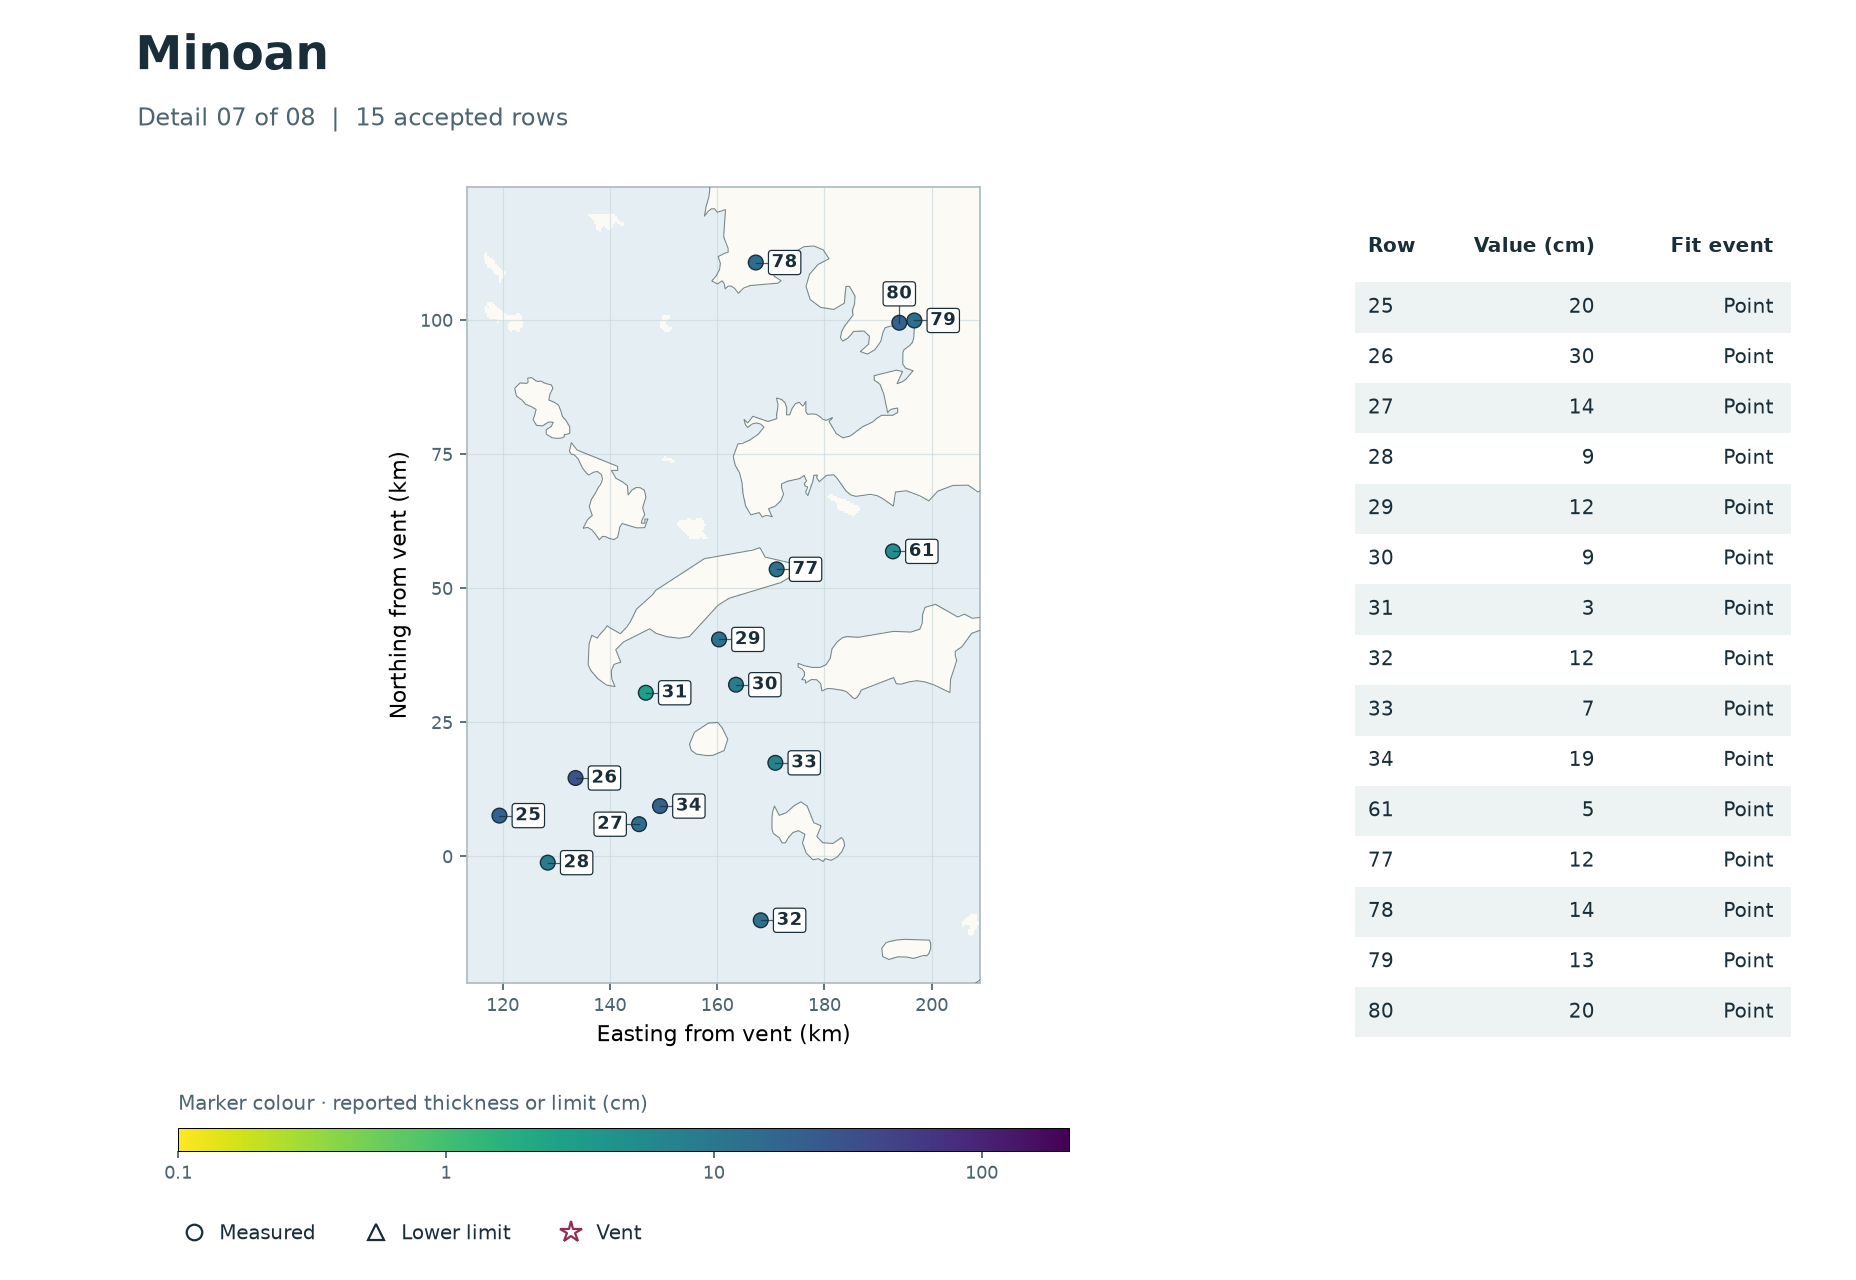 Minoan
Detail 07 of 08 | 15 accepted rows
78
80
79
61
77
29
30
31
33
26
34
25
27
28
32
100
75
50
25
0
Northing from vent (km)
120 140 160 180 200
Easting from vent (km)
Row Value (cm) Fit event
25 20 Point
26 30 Point
27 14 Point
28 9 Point
29 12 Point
30 9 Point
31 3 Point
32 12 Point
33 7 Point
34 19 Point
61 5 Point
77 12 Point
78 14 Point
79 13 Point
80 20 Point
Marker colour · reported thickness or limit (cm)
0.1 1 10 100
Measured Lower limit Vent